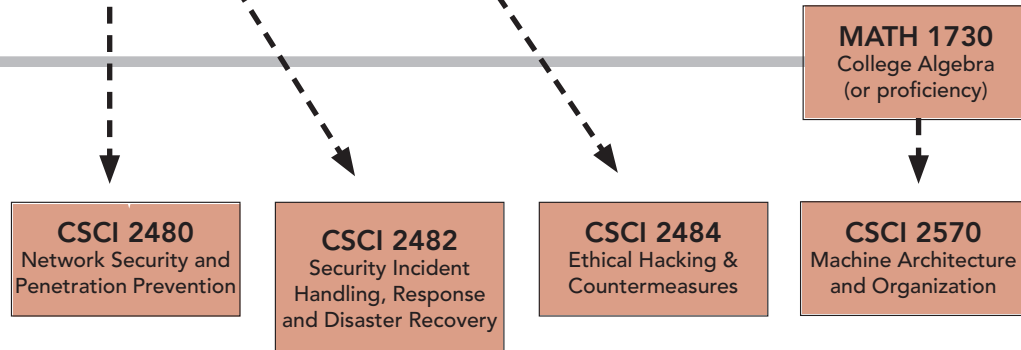 MATH 1730
College Algebra
(or proficiency)
CSCI 2480
Network Security and
Penetration Prevention
CSCI 2482
Security Incident
Handling, Response
and Disaster Recovery
CSCI 2484
Ethical Hacking &
Countermeasures
CSCI 2570
Machine Architecture
and Organization